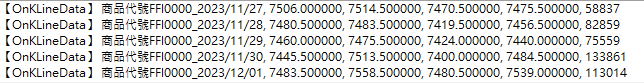 【OnKLineData】商品代號FFI0000_2023/11/27, 7506.000000, 7514.500000, 7470.500000, 7475.500000, 58837
【OnKLineData】商品代號FFI0000_2023/11/28, 7480.500000, 7483.500000, 7419.500000, 7456.500000, 82859
【OnKLineData】商品代號FFI0000_2023/11/29, 7460.500000, 7475.500000, 7424.500000, 7440.000000, 75559
【OnKLineData】商品代號FFI0000_2023/11/30, 7445.500000, 7513.500000, 7400.000000, 7484.500000, 133861
【OnKLineData】商品代號FFI0000_2023/12/01, 7483.500000, 7558.500000, 7480.500000, 7539.000000, 113014